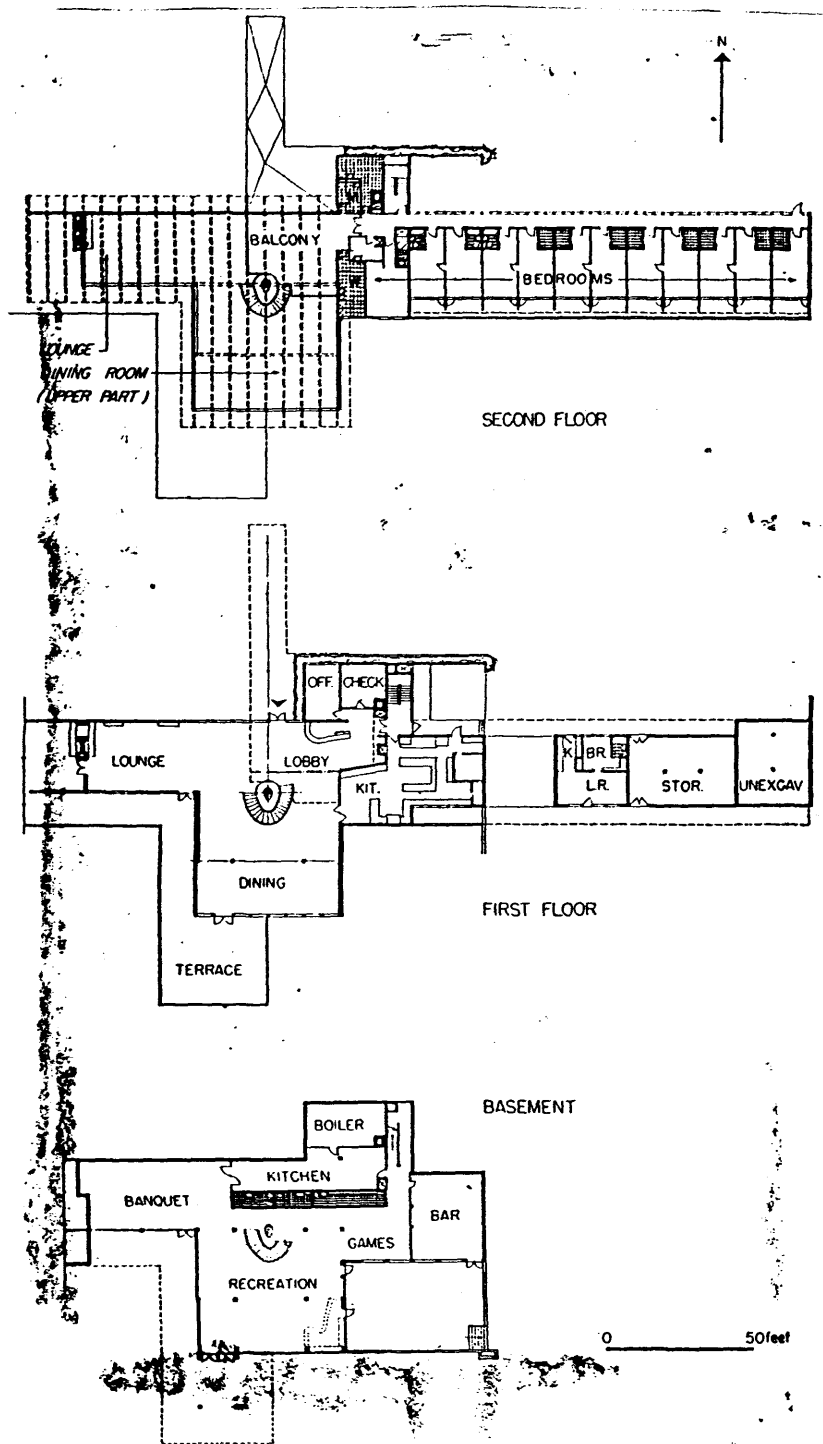 N
BALCONY
M
W
BEDROOMS
LOUNGE
DINING ROOM
(UPPER PART)
SECOND FLOOR
OFF.
CHECK
LOUNGE
LOBBY
KIT.
K
BR.
L.R.
STOR.
UNEXGAV
DINING
FIRST FLOOR
TERRACE
BASEMENT
BOILER
KITCHEN
BANQUET
BAR
GAMES
RECREATION
0 50feet